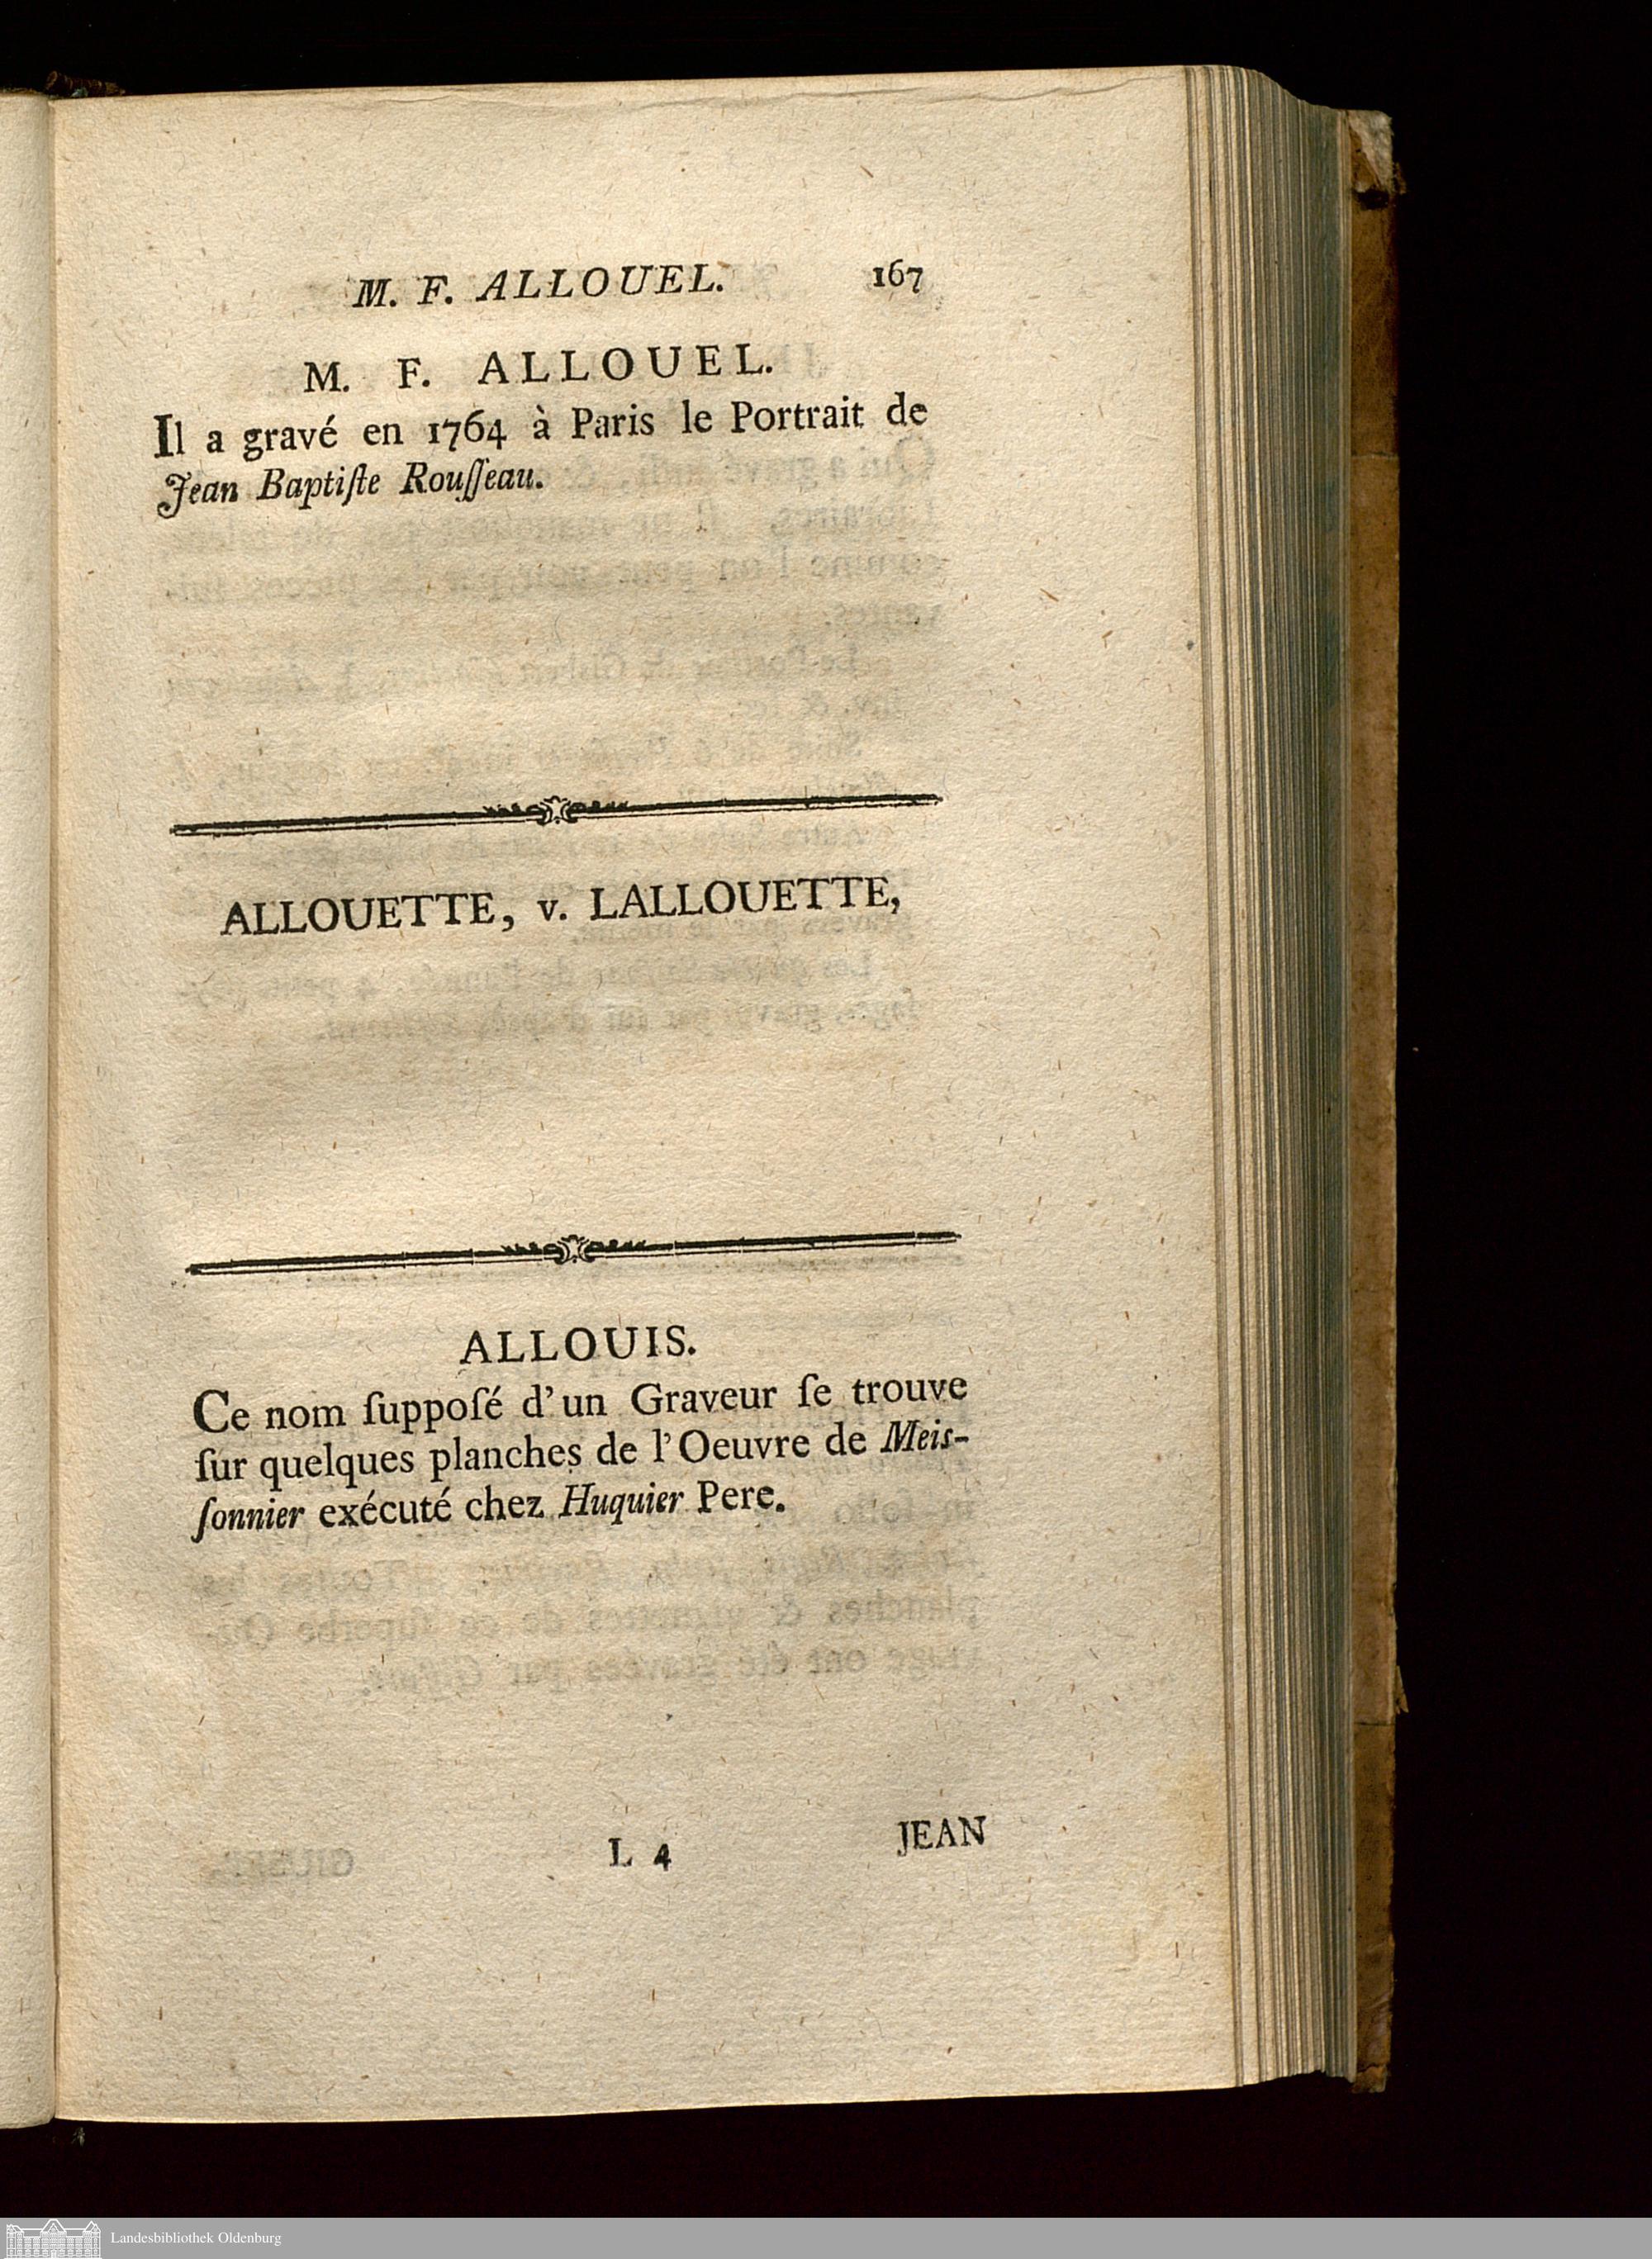 M. F. ALLOUEL. 167
M. F. ALLOUEL.
Il a gravé en 1764 à Paris le Portrait de
Jean Baptiſte Rouſſeau.
ALLOUETTE, v. LALLOUETTE,
ALLOUIS.
Ce nom ſuppoſé d'un Graveur ſe trouve
ſur quelques planches de l'Oeuvre de Meis-
ſonnier exécuté chez Huquier Pere.
L 4 JEAN
Landesbibliothek Oldenburg